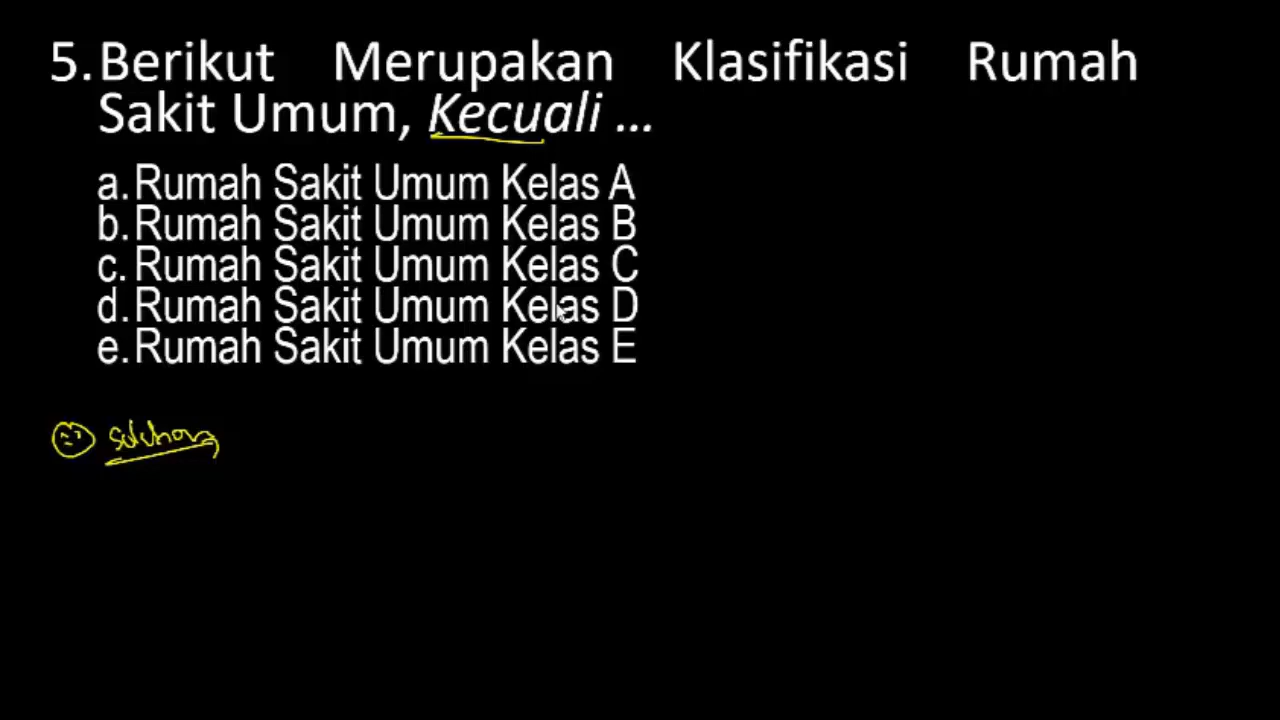 5. Berikut Merupakan Klasifikasi Rumah
Sakit Umum, Kecuali ...
a. Rumah Sakit Umum Kelas A
b. Rumah Sakit Umum Kelas B
c. Rumah Sakit Umum Kelas C
d. Rumah Sakit Umum Kelas D
e. Rumah Sakit Umum Kelas E